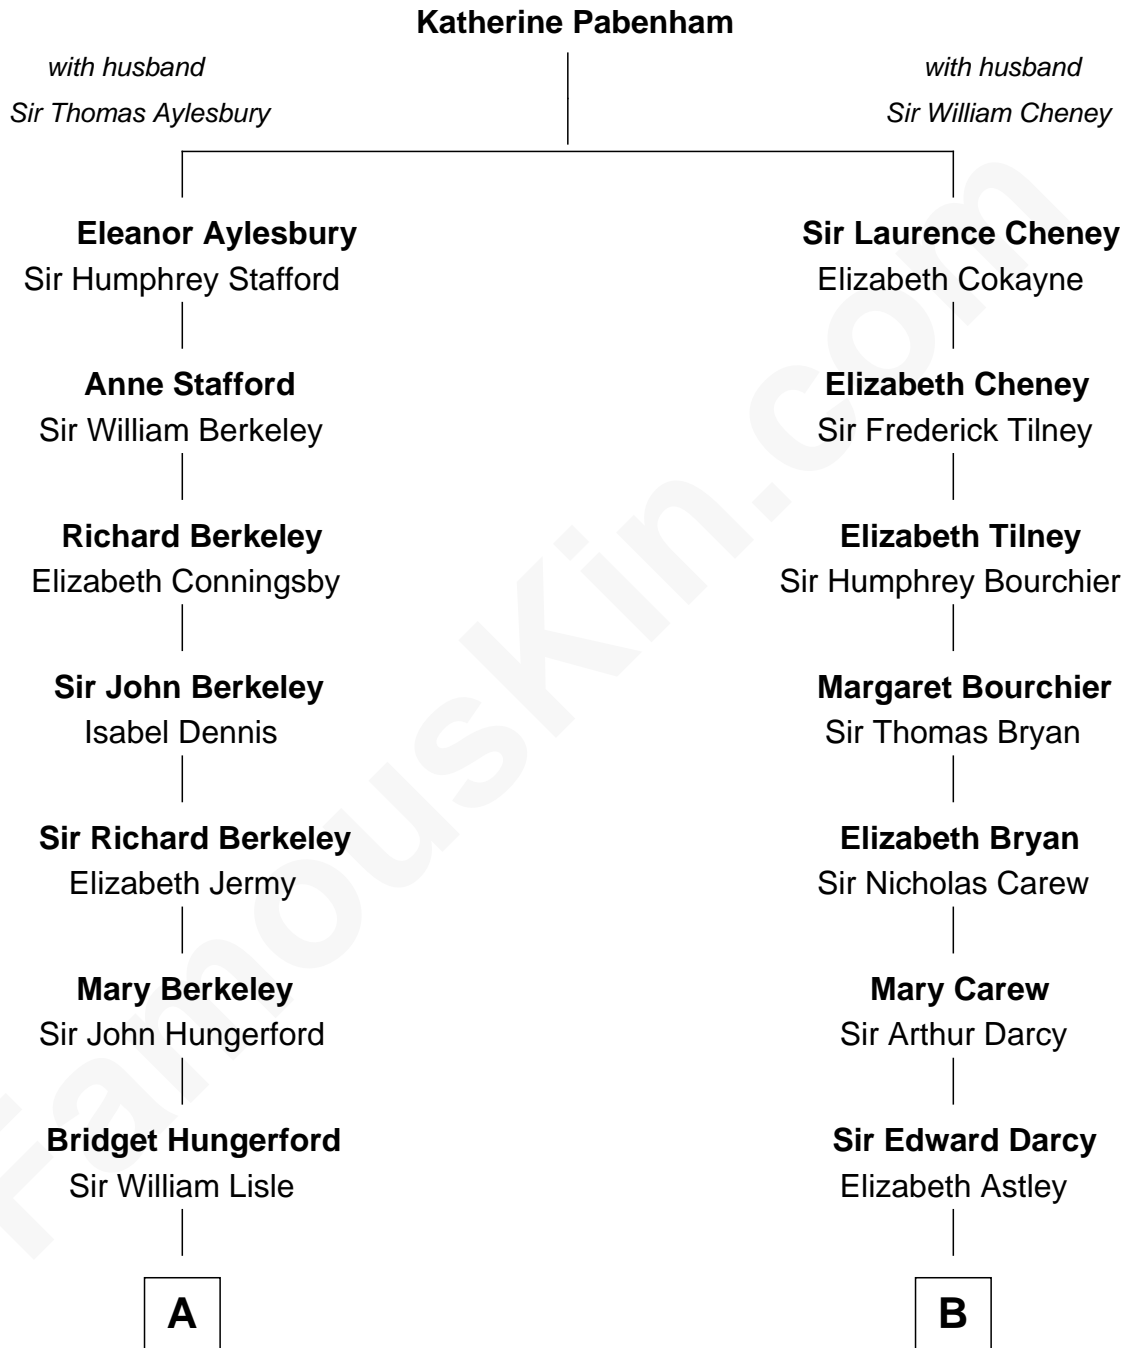 Katherine Pabenham
with husband
Sir Thomas Aylesbury
with husband
Sir William Cheney
Eleanor Aylesbury
Sir Humphrey Stafford
Sir Laurence Cheney
Elizabeth Cokayne
Anne Stafford
Sir William Berkeley
Elizabeth Cheney
Sir Frederick Tilney
Richard Berkeley
Elizabeth Conningsby
Elizabeth Tilney
Sir Humphrey Bourchier
Sir John Berkeley
Isabel Dennis
Margaret Bourchier
Sir Thomas Bryan
Sir Richard Berkeley
Elizabeth Jermy
Elizabeth Bryan
Sir Nicholas Carew
Mary Berkeley
Sir John Hungerford
Mary Carew
Sir Arthur Darcy
Bridget Hungerford
Sir William Lisle
Sir Edward Darcy
Elizabeth Astley
A
B
FamousKin.com